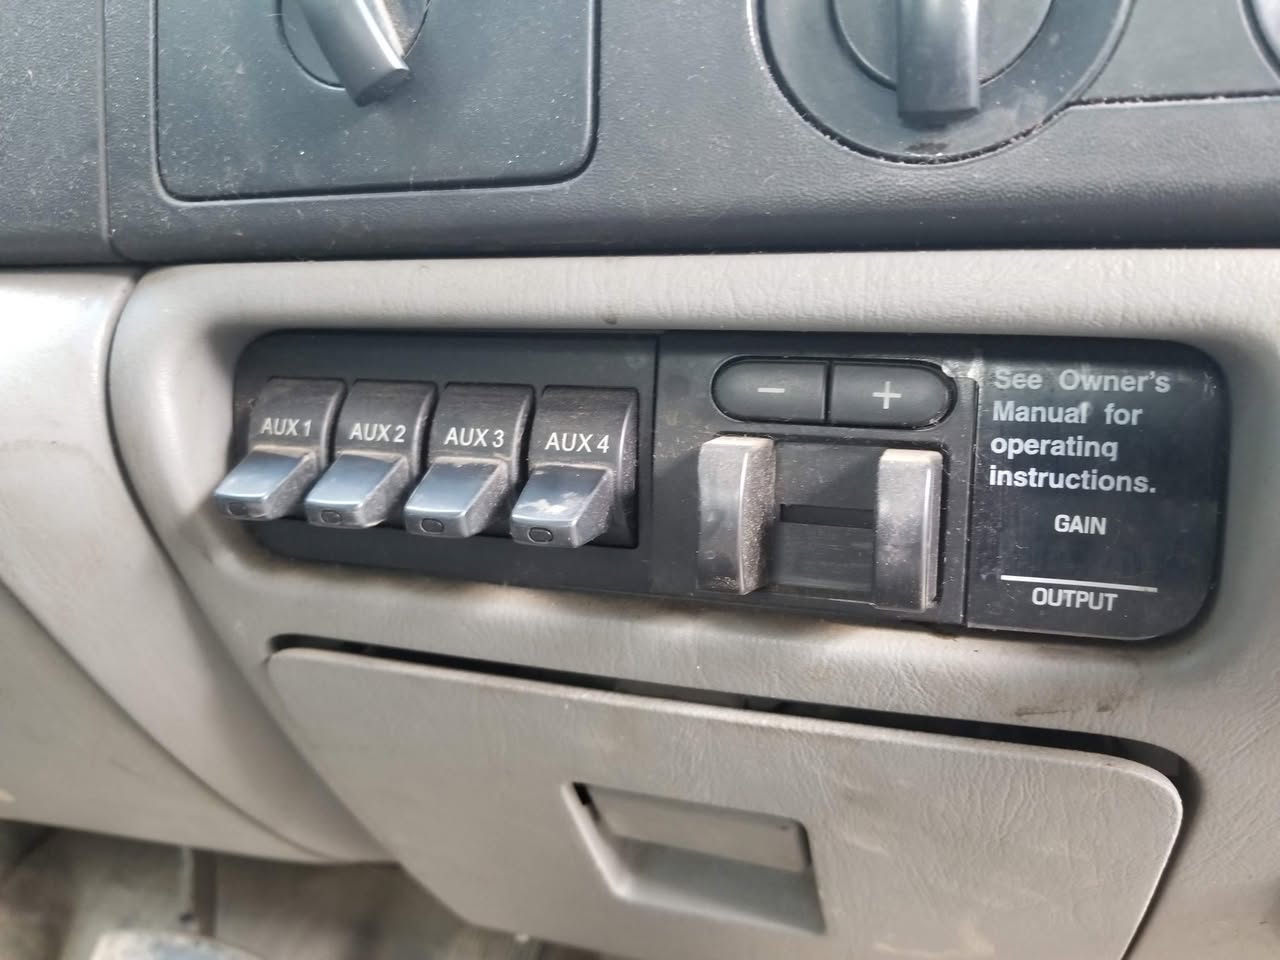 AUX 1
AUX 2
AUX 3
AUX 4
- +
See Owner's
Manual for
operating
instructions.
GAIN
OUTPUT